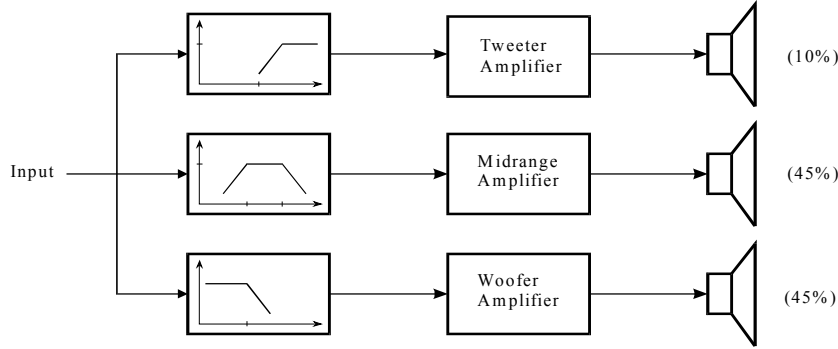 Tweeter
Amplifier
(10%)
Input
Midrange
Amplifier
(45%)
Woofer
Amplifier
(45%)